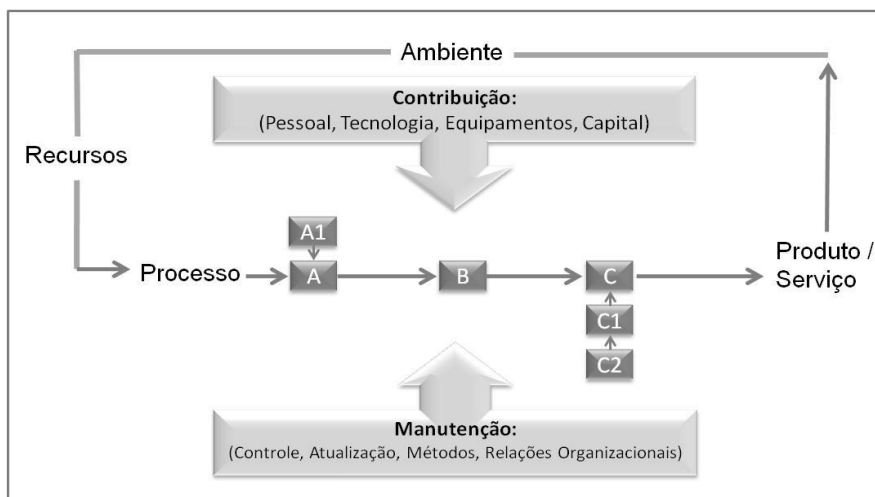 Ambiente
Contribuição:
(Pessoal, Tecnologia, Equipamentos, Capital)
Recursos
A1
Processo
A
B
C
Produto /
Serviço
C1
C2
Manutenção:
(Controle, Atualização, Métodos, Relações Organizacionais)